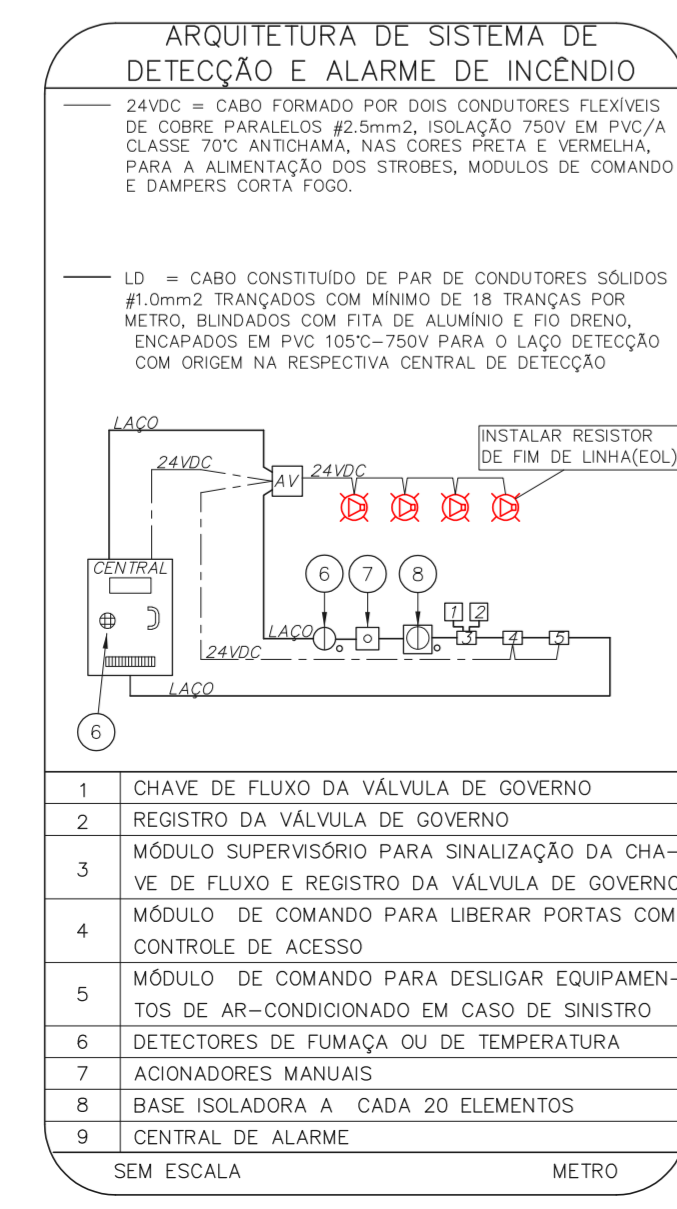 ARQUITETURA DE SISTEMA DE
DETECÇÃO E ALARME DE INCÊNDIO
24VDC = CABO FORMADO POR DOIS CONDUTORES FLEXÍVEIS
DE COBRE PARALELOS #2.5mm2, ISOLAÇÃO 750V EM PVC/A
CLASSE 70°C ANTICHAMA, NAS CORES PRETA E VERMELHA,
PARA A ALIMENTAÇÃO DOS STROBES, MODULOS DE COMANDO
E DAMPERS CORTA FOGO.
LD = CABO CONSTITUÍDO DE PAR DE CONDUTORES SÓLIDOS
#1.0mm2 TRANÇADOS COM MÍNIMO DE 18 TRANÇAS POR
METRO, BLINDADOS COM FITA DE ALUMÍNIO E FIO DRENO,
ENCAPADOS EM PVC 105°C-750V PARA O LAÇO DETECÇÃO
COM ORIGEM NA RESPECTIVA CENTRAL DE DETECÇÃO
LAÇO
INSTALAR RESISTOR
DE FIM DE LINHA(EOL)
24VDC
AV
24VDC
CENTRAL
6
7
8
1
2
LAÇO
3
4
5
24VDC
LAÇO
6
1 CHAVE DE FLUXO DA VÁLVULA DE GOVERNO
2 REGISTRO DA VÁLVULA DE GOVERNO
3 MÓDULO SUPERVISÓRIO PARA SINALIZAÇÃO DA CHA-
VE DE FLUXO E REGISTRO DA VÁLVULA DE GOVERNO
4 MÓDULO DE COMANDO PARA LIBERAR PORTAS COM
CONTROLE DE ACESSO
5 MÓDULO DE COMANDO PARA DESLIGAR EQUIPAMEN-
TOS DE AR-CONDICIONADO EM CASO DE SINISTRO
6 DETECTORES DE FUMAÇA OU DE TEMPERATURA
7 ACIONADORES MANUAIS
8 BASE ISOLADORA A CADA 20 ELEMENTOS
9 CENTRAL DE ALARME
SEM ESCALA METRO